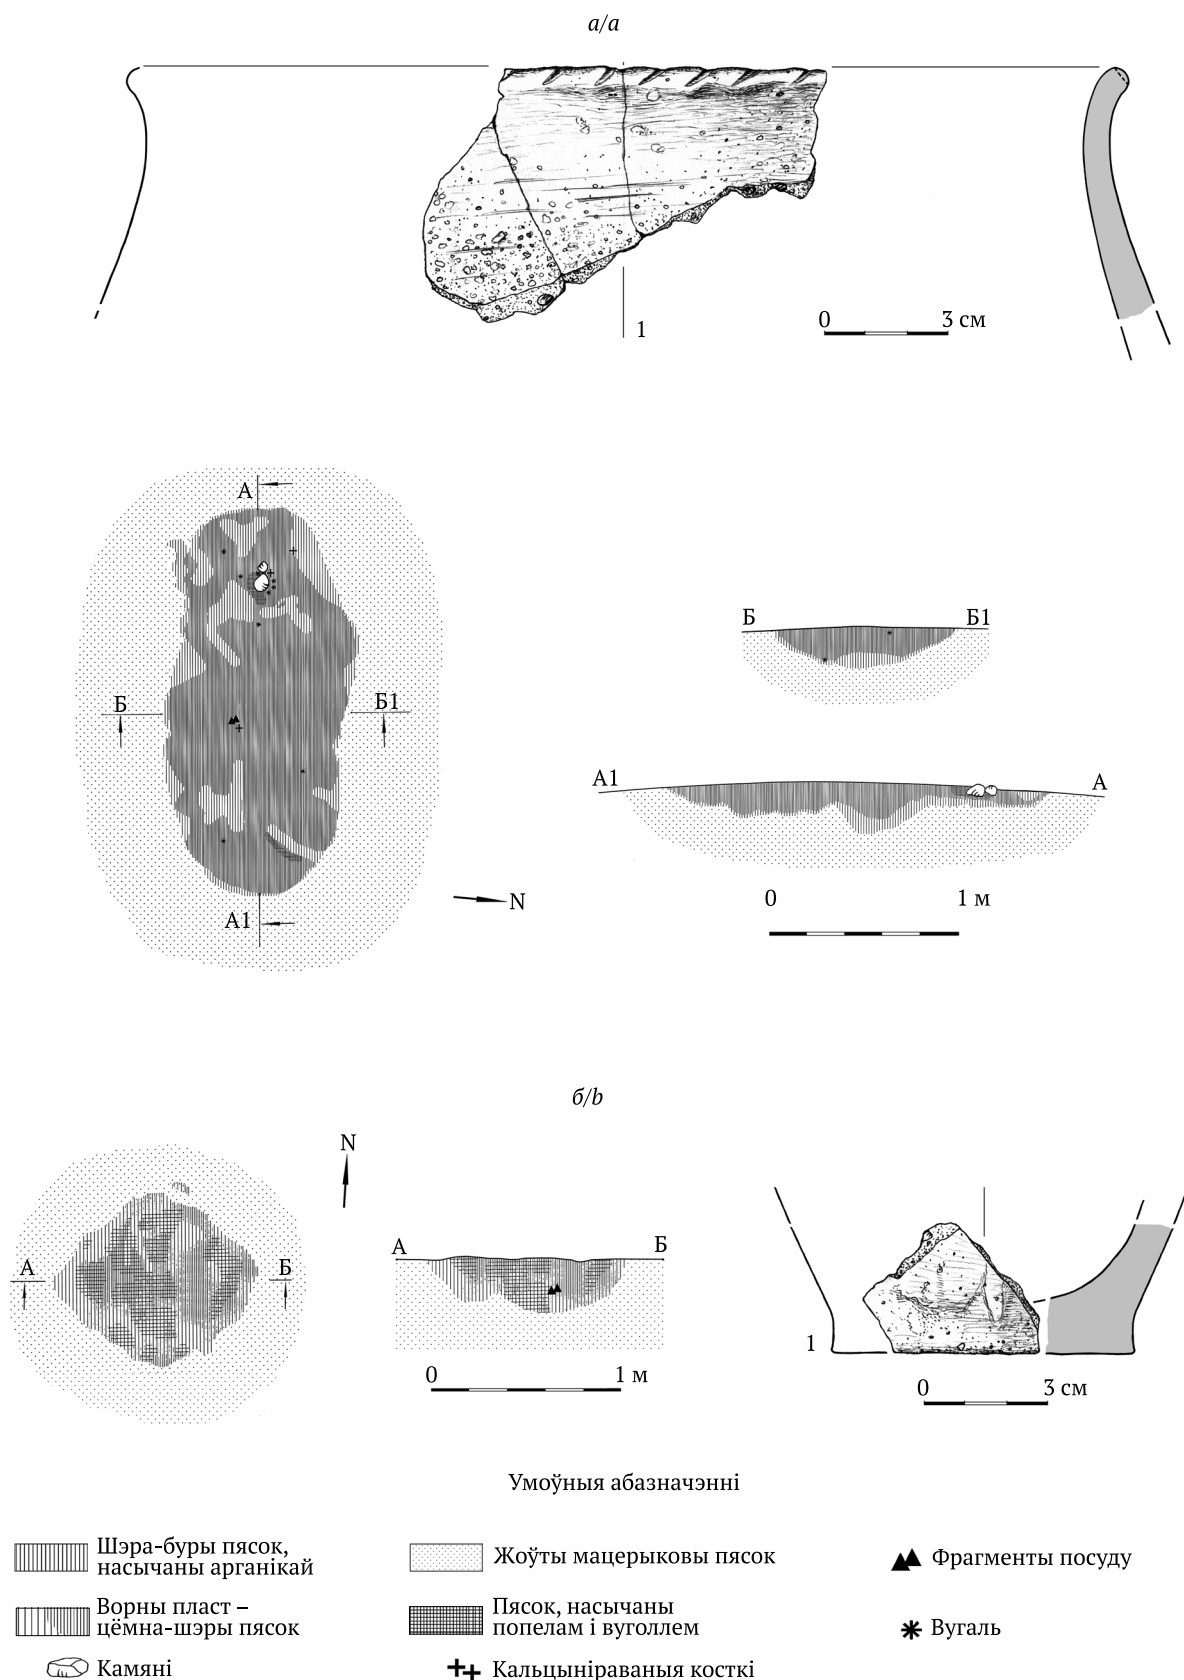 а/a
0 3 см
1
А
Б Б1
Б Б1
А1 А
0 1 м
N
А1
б/b
N
А Б
А Б
1
0 1 м
0 3 см
Умоўныя абазначэнні
Шэра-буры пясок,
насычаны арганікай
Жоўты мацерыковы пясок
Фрагменты посуду
Ворны пласт –
цёмна-шэры пясок
Пясок, насычаны
попелам і вуголлем
Вугаль
Камяні
Кальцыніраваныя косткі